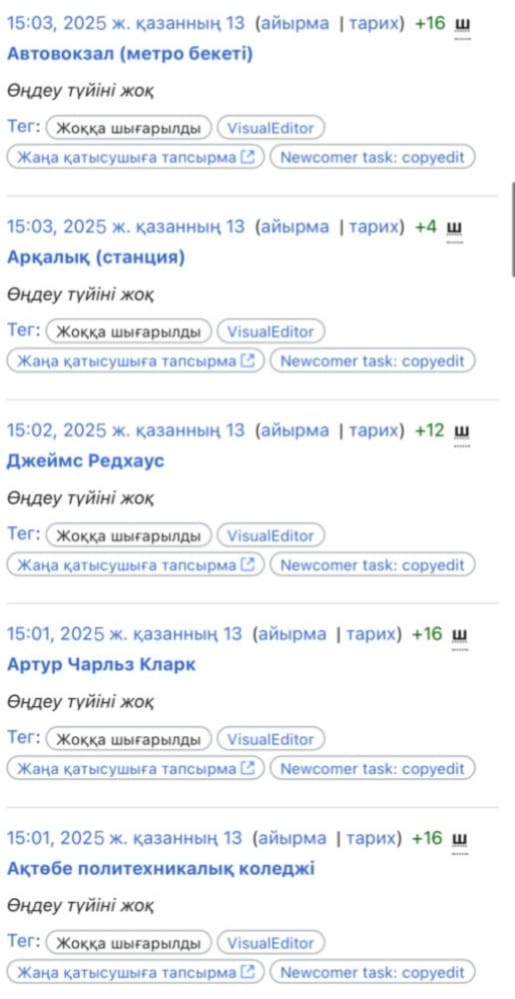 15:03, 2025 ж. қазанның 13 (айырма | тарих) +16 ш
Автовокзал (метро бекеті)
Өңдеу түйіні жоқ
Тег: Жоққа шығарылды VisualEditor
Жаңа қатысушыға тапсырма Newcomer task: copyedit
15:03, 2025 ж. қазанның 13 (айырма | тарих) +4 ш
Арқалық (станция)
Өңдеу түйіні жоқ
Тег: Жоққа шығарылды VisualEditor
Жаңа қатысушыға тапсырма Newcomer task: copyedit
15:02, 2025 ж. қазанның 13 (айырма | тарих) +12 ш
Джеймс Редхаус
Өңдеу түйіні жоқ
Тег: Жоққа шығарылды VisualEditor
Жаңа қатысушыға тапсырма Newcomer task: copyedit
15:01, 2025 ж. қазанның 13 (айырма | тарих) +16 ш
Артур Чарльз Кларк
Өңдеу түйіні жоқ
Тег: Жоққа шығарылды VisualEditor
Жаңа қатысушыға тапсырма Newcomer task: copyedit
15:01, 2025 ж. қазанның 13 (айырма | тарих) +16 ш
Ақтөбе политехникалық коледжі
Өңдеу түйіні жоқ
Тег: Жоққа шығарылды VisualEditor
Жаңа қатысушыға тапсырма Newcomer task: copyedit